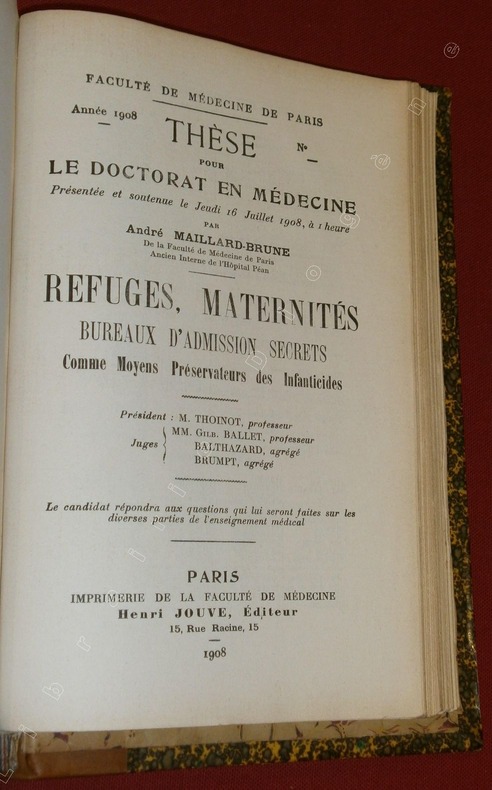 FACULTÉ DE MÉDECINE DE PARIS
Année 1908
THÈSE
N°
POUR
LE DOCTORAT EN MÉDECINE
Présentée et soutenue le Jeudi 16 Juillet 1908, à 1 heure
PAR
André MAILLARD-BRUNE
De la Faculté de Médecine de Paris
Ancien Interne de l'Hôpital Péan
REFUGES, MATERNITÉS
BUREAUX D'ADMISSION SECRETS
Comme Moyens Préservateurs des Infanticides
Président : M. THOINOT, professeur
Juges
MM. GILB. BALLET, professeur
BALTHAZARD, agrégé
BRUMPT, agrégé
Le candidat répondra aux questions qui lui seront faites sur les
diverses parties de l'enseignement médical
PARIS
IMPRIMERIE DE LA FACULTÉ DE MÉDECINE
Henri JOUVE, Éditeur
15, Rue Racine, 15
1908